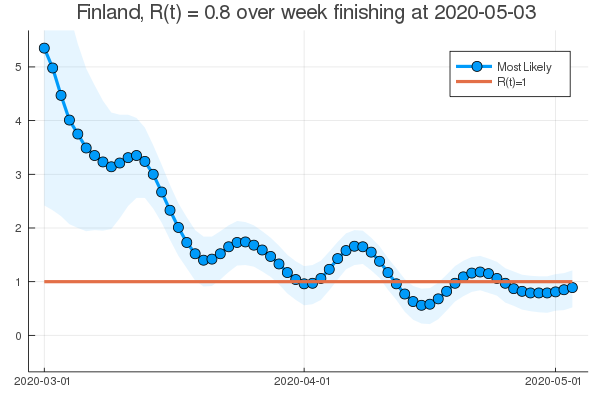 Finland, R(t) = 0.8 over week finishing at 2020-05-03
Most Likely
R(t)=1
5
4
3
2
1
0
2020-03-01 2020-04-01 2020-05-01